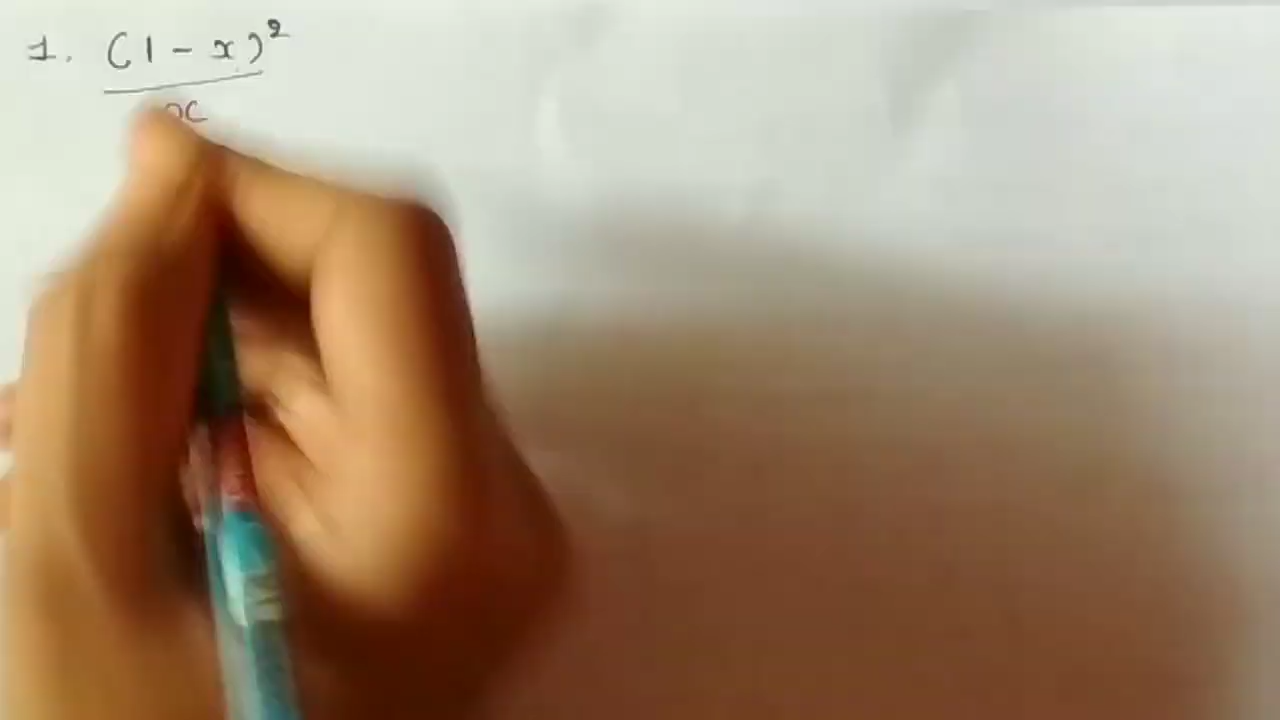 1. (1 - x)²
x